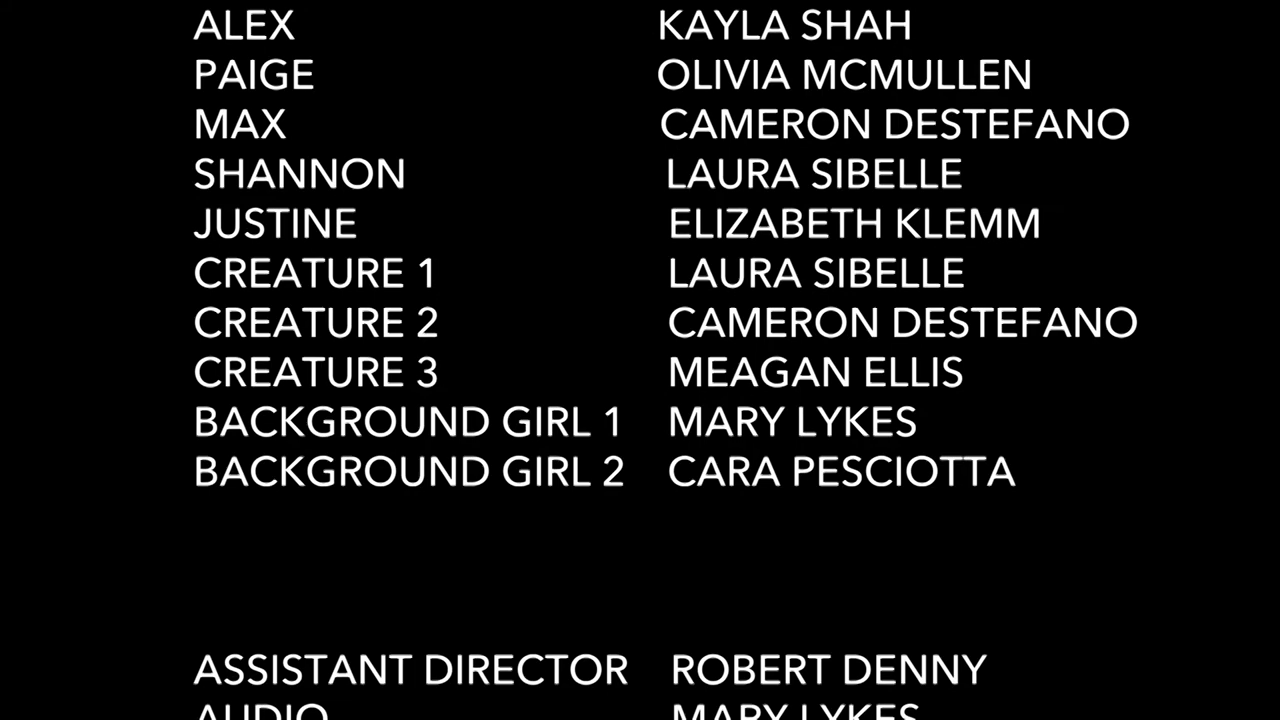 ALEX KAYLA SHAH
PAIGE OLIVIA MCMULLEN
MAX CAMERON DESTEFANO
SHANNON LAURA SIBELLE
JUSTINE ELIZABETH KLEMM
CREATURE 1 LAURA SIBELLE
CREATURE 2 CAMERON DESTEFANO
CREATURE 3 MEAGAN ELLIS
BACKGROUND GIRL 1 MARY LYKES
BACKGROUND GIRL 2 CARA PESCIOTTA
ASSISTANT DIRECTOR ROBERT DENNY
AUDIO MARY LYKES